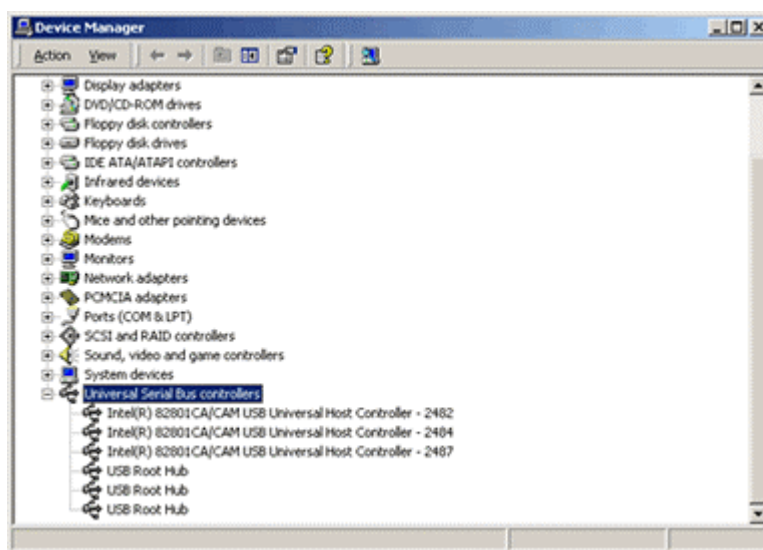 Device Manager
Action View
Display adapters
DVD/CD-ROM drives
Floppy disk controllers
Floppy disk drives
IDE ATA/ATAPI controllers
Infrared devices
Keyboards
Mice and other pointing devices
Modems
Monitors
Network adapters
PCMCIA adapters
Ports (COM & LPT)
SCSI and RAID controllers
Sound, video and game controllers
System devices
Universal Serial Bus controllers
Intel(R) 82801CA/CAM USB Universal Host Controller - 2482
Intel(R) 82801CA/CAM USB Universal Host Controller - 2484
Intel(R) 82801CA/CAM USB Universal Host Controller - 2487
USB Root Hub
USB Root Hub
USB Root Hub